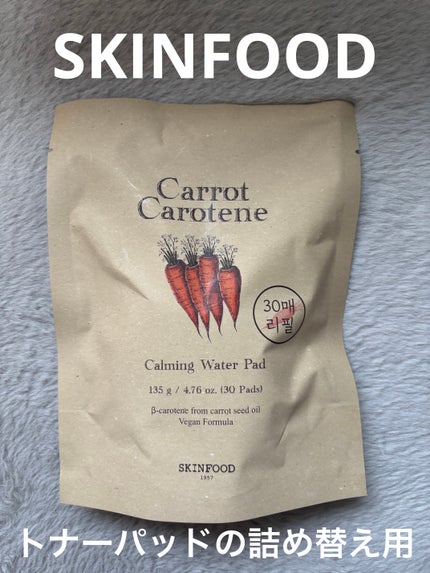 SKINFOOD
Carrot
Carotene
30매
리필
Calming Water Pad
135 g / 4.76 oz. (30 Pads)
β-carotene from carrot seed oil
Vegan Formula
SKINFOOD
1957
トナーパッドの詰め替え用